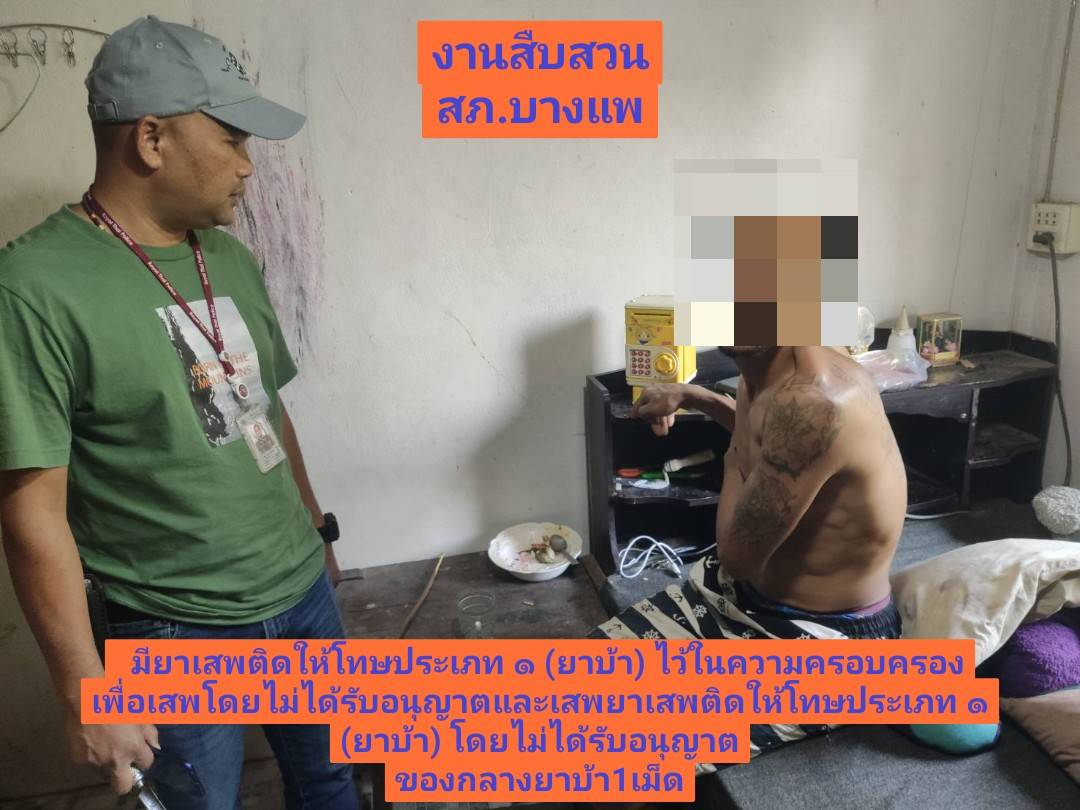 งานสืบสวน
สภ.บางแพ
มียาเสพติดให้โทษประเภท ๑ (ยาบ้า) ไว้ในความครอบครอง
เพื่อเสพโดยไม่ได้รับอนุญาตและเสพยาเสพติดให้โทษประเภท ๑
(ยาบ้า) โดยไม่ได้รับอนุญาต
ของกลางยาบ้า1เม็ด
Royal Thai Police
THE
MOUNTAINS